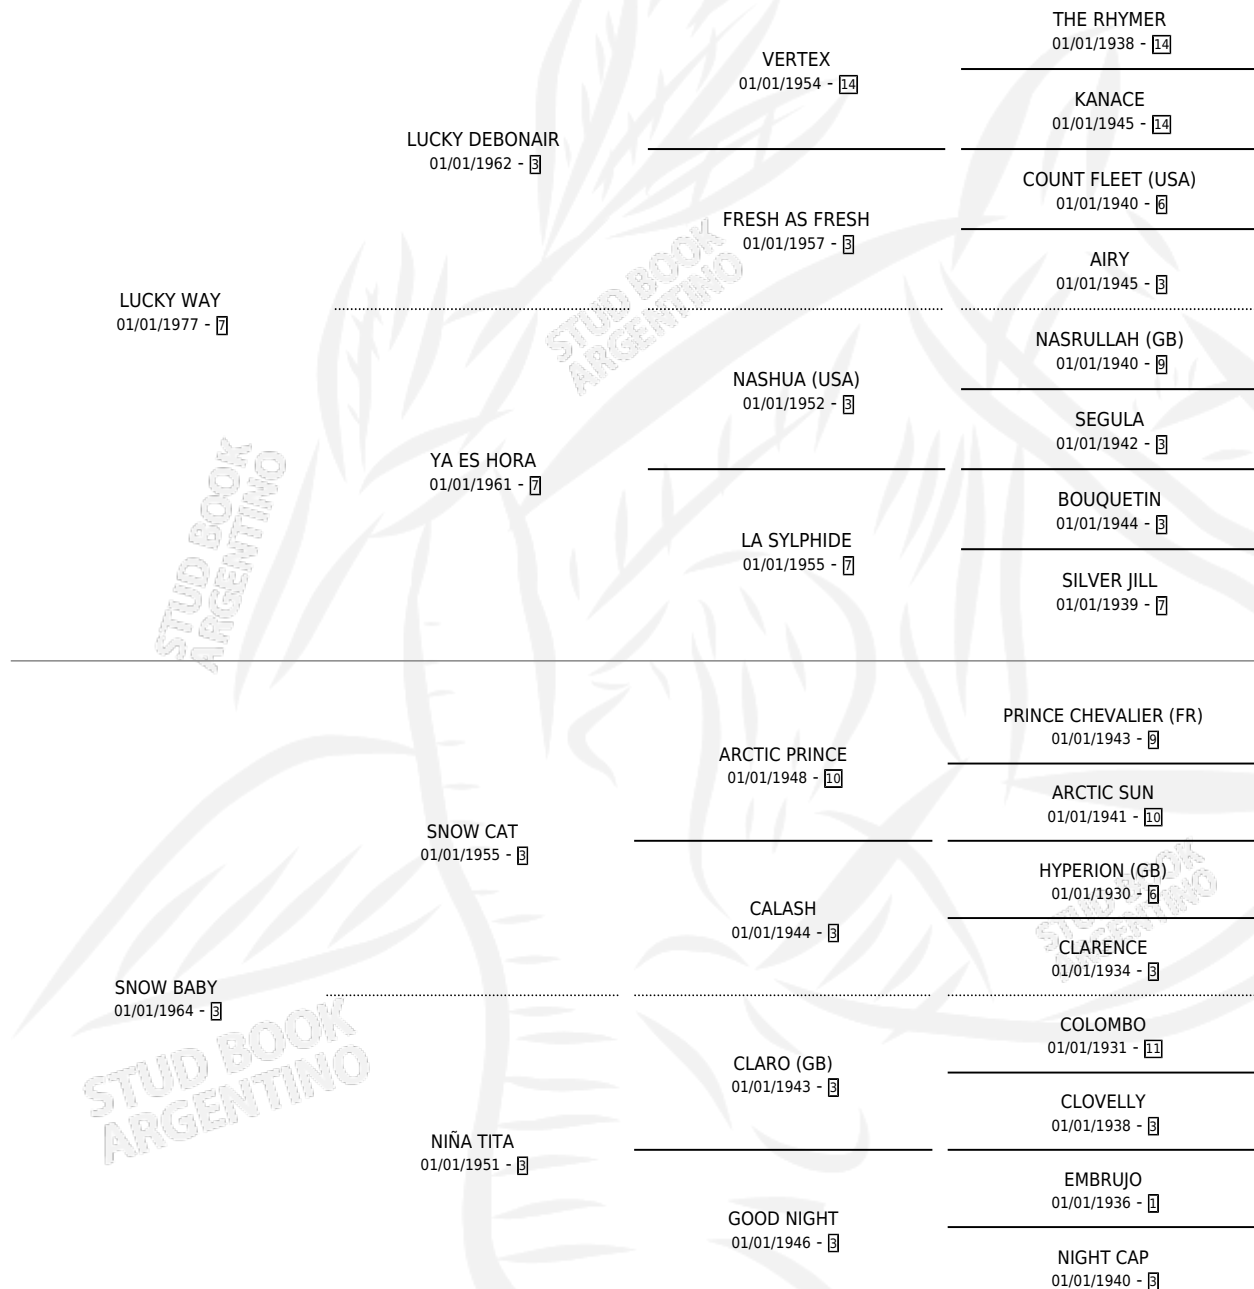 THE RHYMER
01/01/1938 - 14
VERTEX
01/01/1954 - 14
KANACE
01/01/1945 - 14
LUCKY DEBONAIR
01/01/1962 - 3
COUNT FLEET (USA)
01/01/1940 - 6
FRESH AS FRESH
01/01/1957 - 3
AIRY
01/01/1945 - 3
LUCKY WAY
01/01/1977 - 7
NASRULLAH (GB)
01/01/1940 - 9
NASHUA (USA)
01/01/1952 - 3
SEGULA
01/01/1942 - 3
YA ES HORA
01/01/1961 - 7
BOUQUETIN
01/01/1944 - 3
LA SYLPHIDE
01/01/1955 - 7
SILVER JILL
01/01/1939 - 7
PRINCE CHEVALIER (FR)
01/01/1943 - 9
ARCTIC PRINCE
01/01/1948 - 10
ARCTIC SUN
01/01/1941 - 10
SNOW CAT
01/01/1955 - 3
HYPERION (GB)
01/01/1930 - 6
CALASH
01/01/1944 - 3
CLARENCE
01/01/1934 - 3
SNOW BABY
01/01/1964 - 3
COLOMBO
01/01/1931 - 11
CLARO (GB)
01/01/1943 - 3
CLOVELLY
01/01/1938 - 3
NIÑA TITA
01/01/1951 - 3
EMBRUJO
01/01/1936 - 1
GOOD NIGHT
01/01/1946 - 3
NIGHT CAP
01/01/1940 - 3
STUD BOOK
ARGENTINO
STUD BOOK
ARGENTINO
STUD BOOK
ARGENTINO
STUD BOOK
ARGENTINO